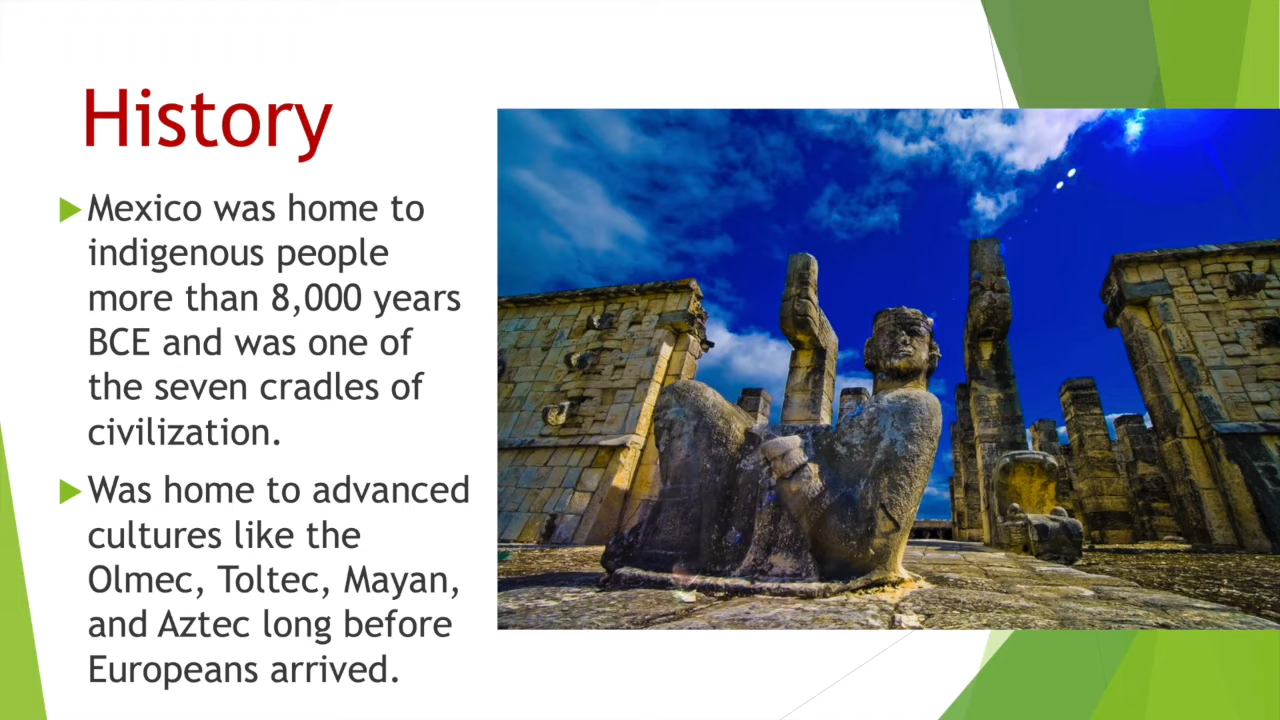 History
Mexico was home to
indigenous people
more than 8,000 years
BCE and was one of
the seven cradles of
civilization.
Was home to advanced
cultures like the
Olmec, Toltec, Mayan,
and Aztec long before
Europeans arrived.